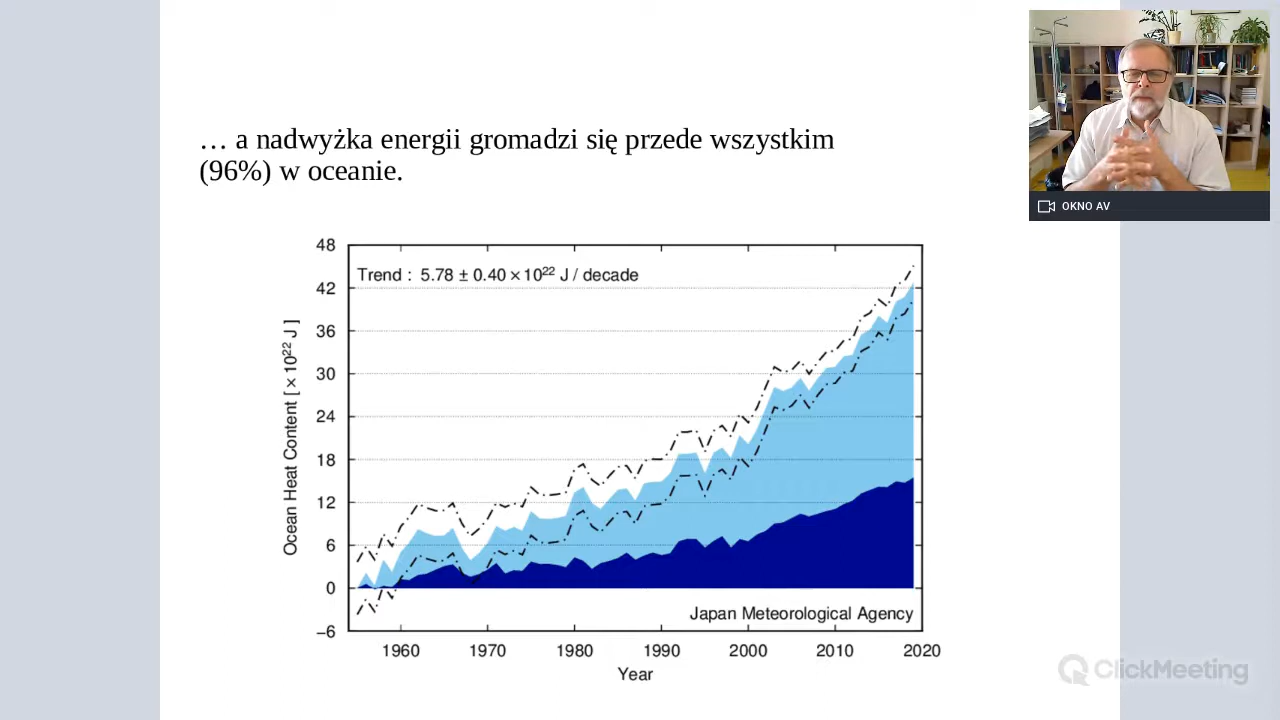 … a nadwyżka energii gromadzi się przede wszystkim
(96%) w oceanie.
OKNO AV
Trend : 5.78 ± 0.40 × 10²² J / decade
48
42
36
30
24
18
12
6
0
−6
Ocean Heat Content [ × 10²² J ]
Japan Meteorological Agency
1960 1970 1980 1990 2000 2010 2020
Year
ClickMeeting